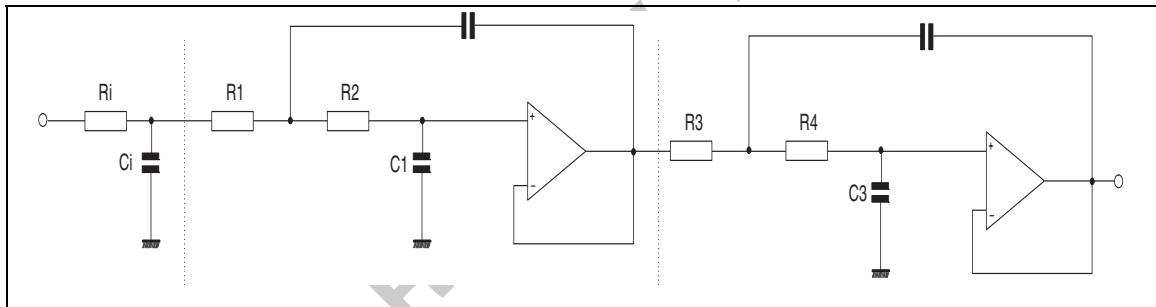 Ri
R1
R2
Ci
C1
+
-
R3
R4
C3
+
-